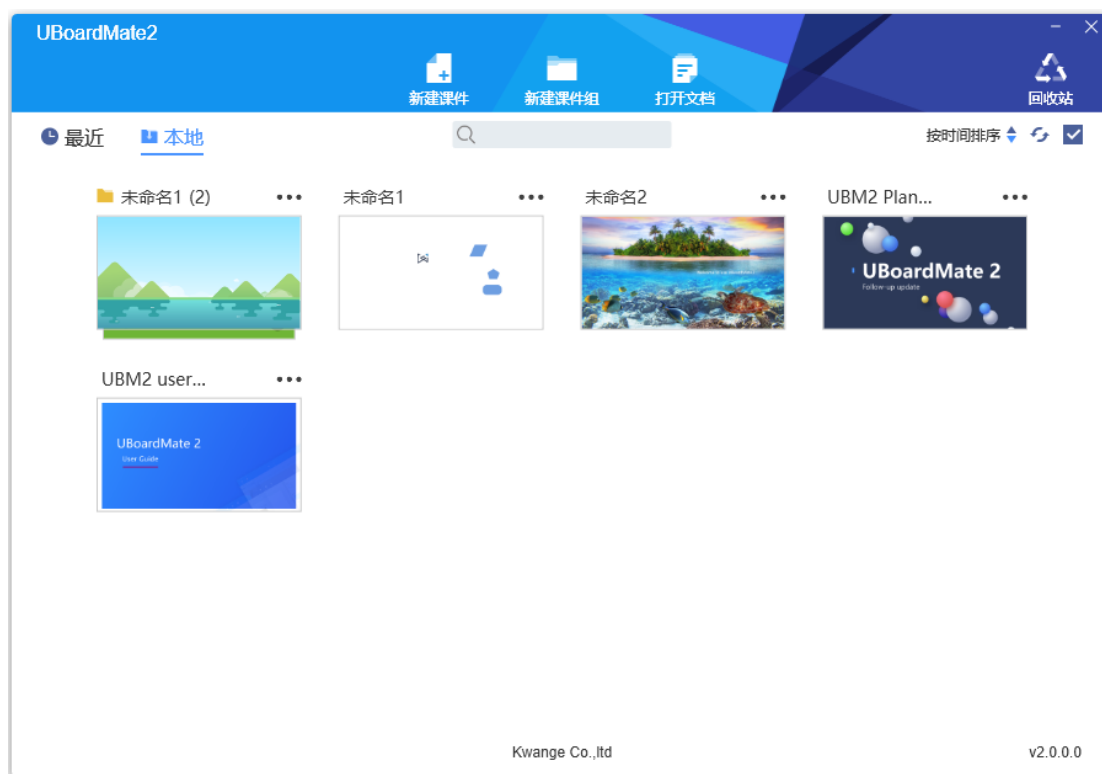 UBoardMate2
新建课件 新建课件组 打开文档 回收站
最近 本地 按时间排序
未命名1 (2) 未命名1 未命名2 UBM2 Plan...
UBoardMate 2
Follow-up update
UBM2 user...
UBoardMate 2
User Guide
Kwange Co.,ltd v2.0.0.0